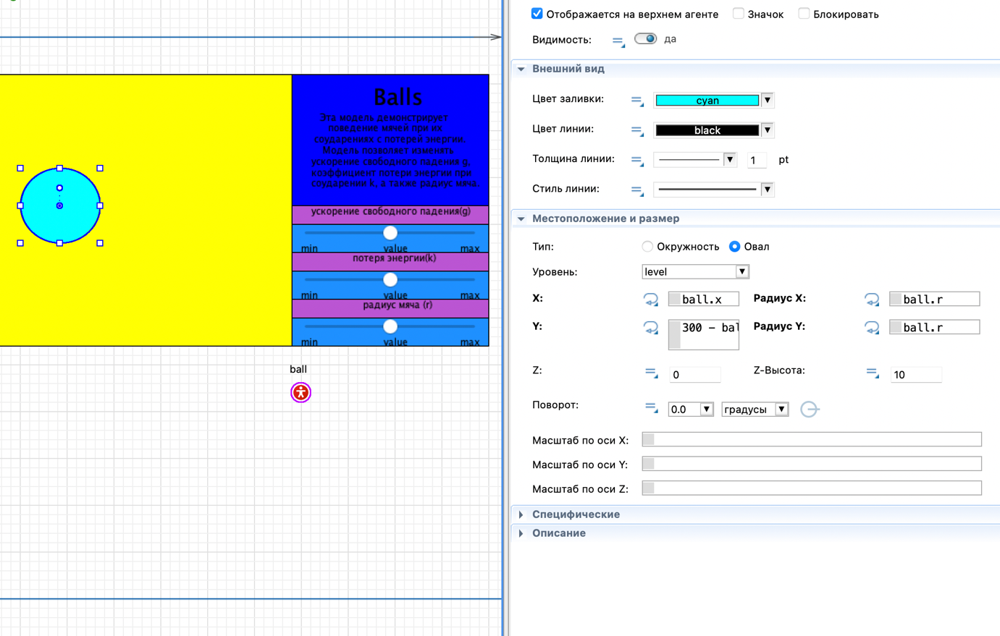 Balls
Эта модель демонстрирует
поведение мячей при их
соударениях с потерей энергии.
Модель позволяет изменять
ускорение свободного падения g,
коэффициент потери энергии при
соударении k, а также радиус мяча.
ускорение свободного падения(g)
min value max
потеря энергии(k)
min value max
радиус мяча (r)
min value max
ball
Отображается на верхнем агенте Значок Блокировать
Видимость: да
Внешний вид
Цвет заливки: cyan
Цвет линии: black
Толщина линии: 1 pt
Стиль линии:
Местоположение и размер
Тип: Окружность Овал
Уровень: level
X: ball.x Радиус X: ball.r
Y: 300 - bal Радиус Y: ball.r
Z: 0 Z-Высота: 10
Поворот: 0.0 градусы
Масштаб по оси X:
Масштаб по оси Y:
Масштаб по оси Z:
Специфические
Описание